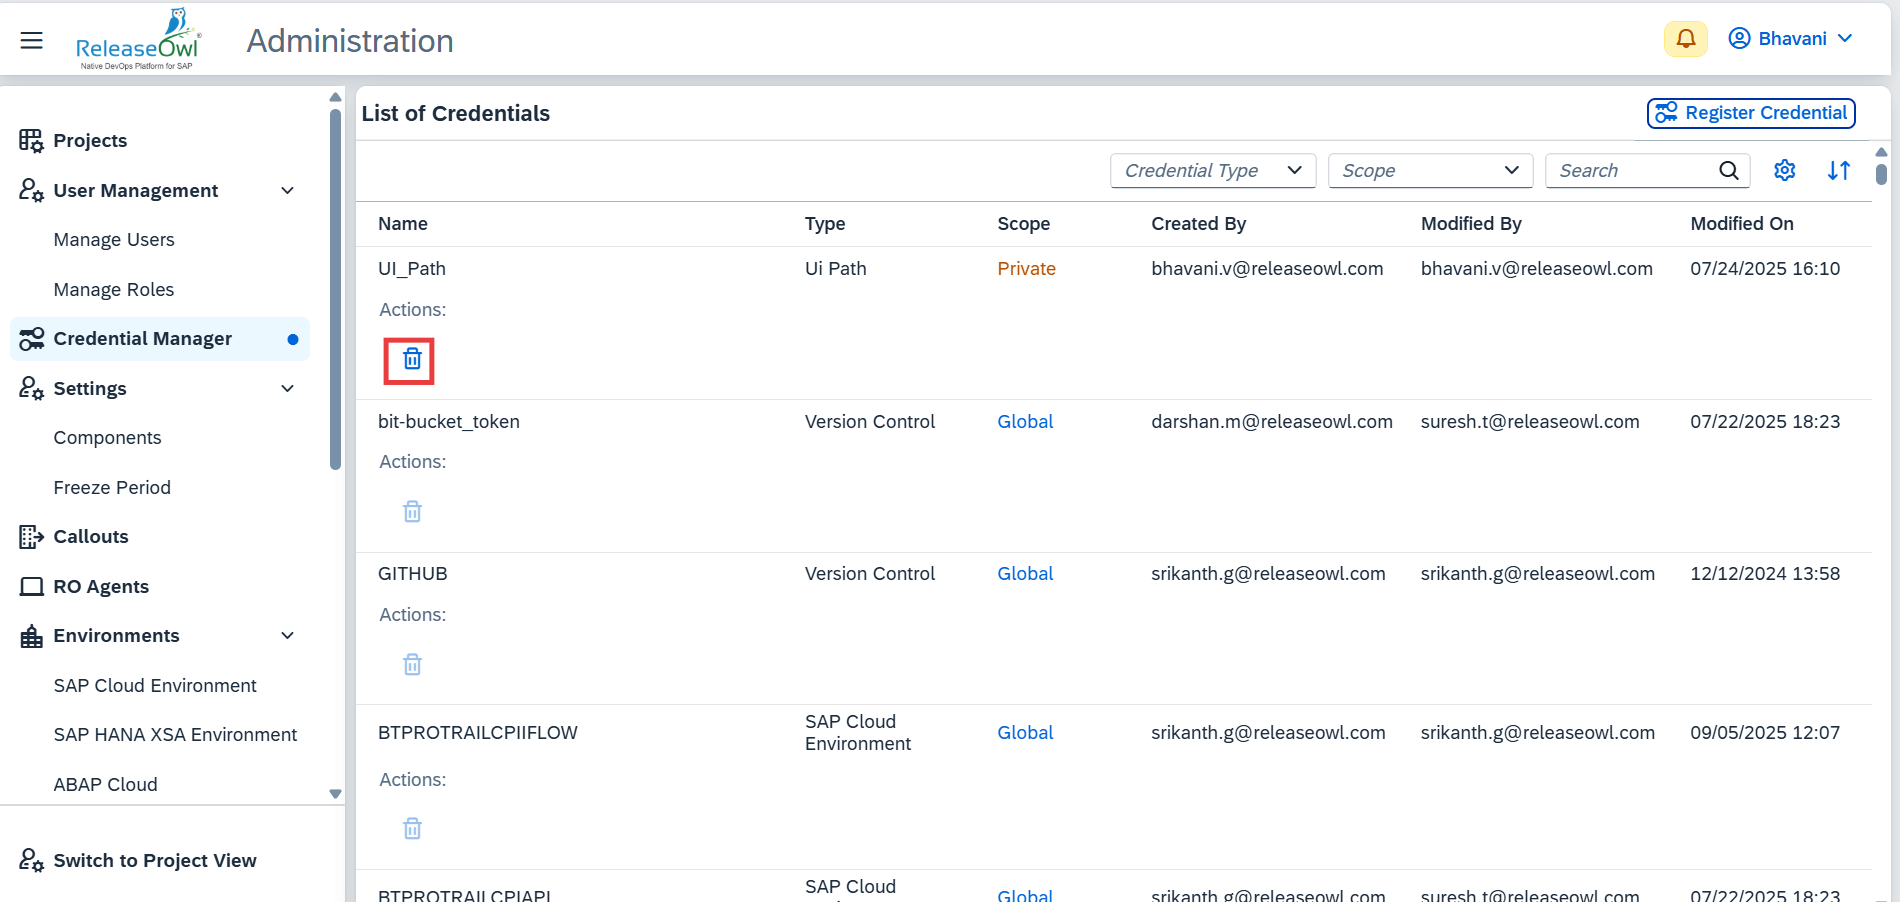 ReleaseOwl®
Native DevOps Platform for SAP
Administration
Bhavani
Projects
User Management
Manage Users
Manage Roles
Credential Manager
Settings
Components
Freeze Period
Callouts
RO Agents
Environments
SAP Cloud Environment
SAP HANA XSA Environment
ABAP Cloud
Switch to Project View
List of Credentials
Register Credential
Credential Type
Scope
Search
Name Type Scope Created By Modified By Modified On
UI_Path Ui Path Private bhavani.v@releaseowl.com bhavani.v@releaseowl.com 07/24/2025 16:10
Actions:
bit-bucket_token Version Control Global darshan.m@releaseowl.com suresh.t@releaseowl.com 07/22/2025 18:23
Actions:
GITHUB Version Control Global srikanth.g@releaseowl.com srikanth.g@releaseowl.com 12/12/2024 13:58
Actions:
BTPROTRAILCPIIFLOW SAP Cloud Environment Global srikanth.g@releaseowl.com srikanth.g@releaseowl.com 09/05/2025 12:07
Actions:
BTPROTRAILCPIAPI SAP Cloud Global srikanth.g@releaseowl.com suresh.t@releaseowl.com 07/22/2025 18:23